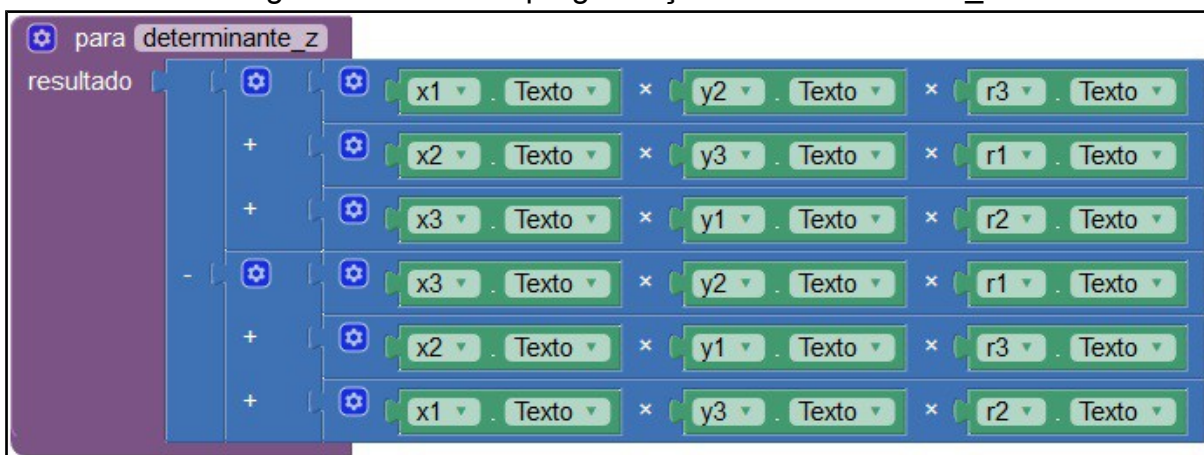 para determinante_z
resultado x1 . Texto × y2 . Texto × r3 . Texto
+ x2 . Texto × y3 . Texto × r1 . Texto
+ x3 . Texto × y1 . Texto × r2 . Texto
- x3 . Texto × y2 . Texto × r1 . Texto
+ x2 . Texto × y1 . Texto × r3 . Texto
+ x1 . Texto × y3 . Texto × r2 . Texto